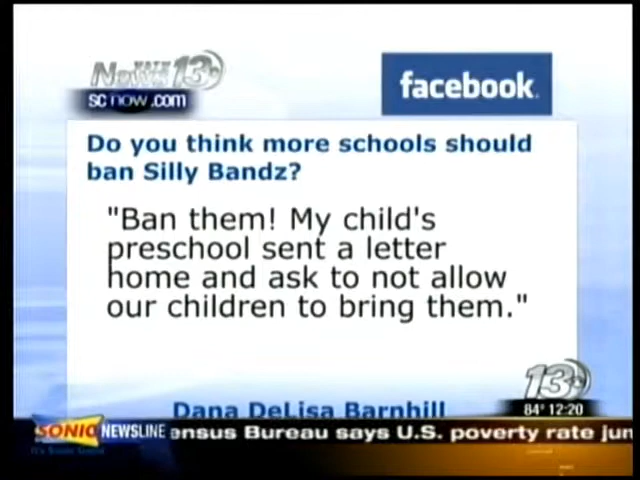 News 13
scnow.com
facebook.
Do you think more schools should
ban Silly Bandz?
"Ban them! My child's
preschool sent a letter
home and ask to not allow
our children to bring them."
13
84° 12:20
Dana DeLisa Barnhill
SONIC NEWSLINE ensus Bureau says U.S. poverty rate jun